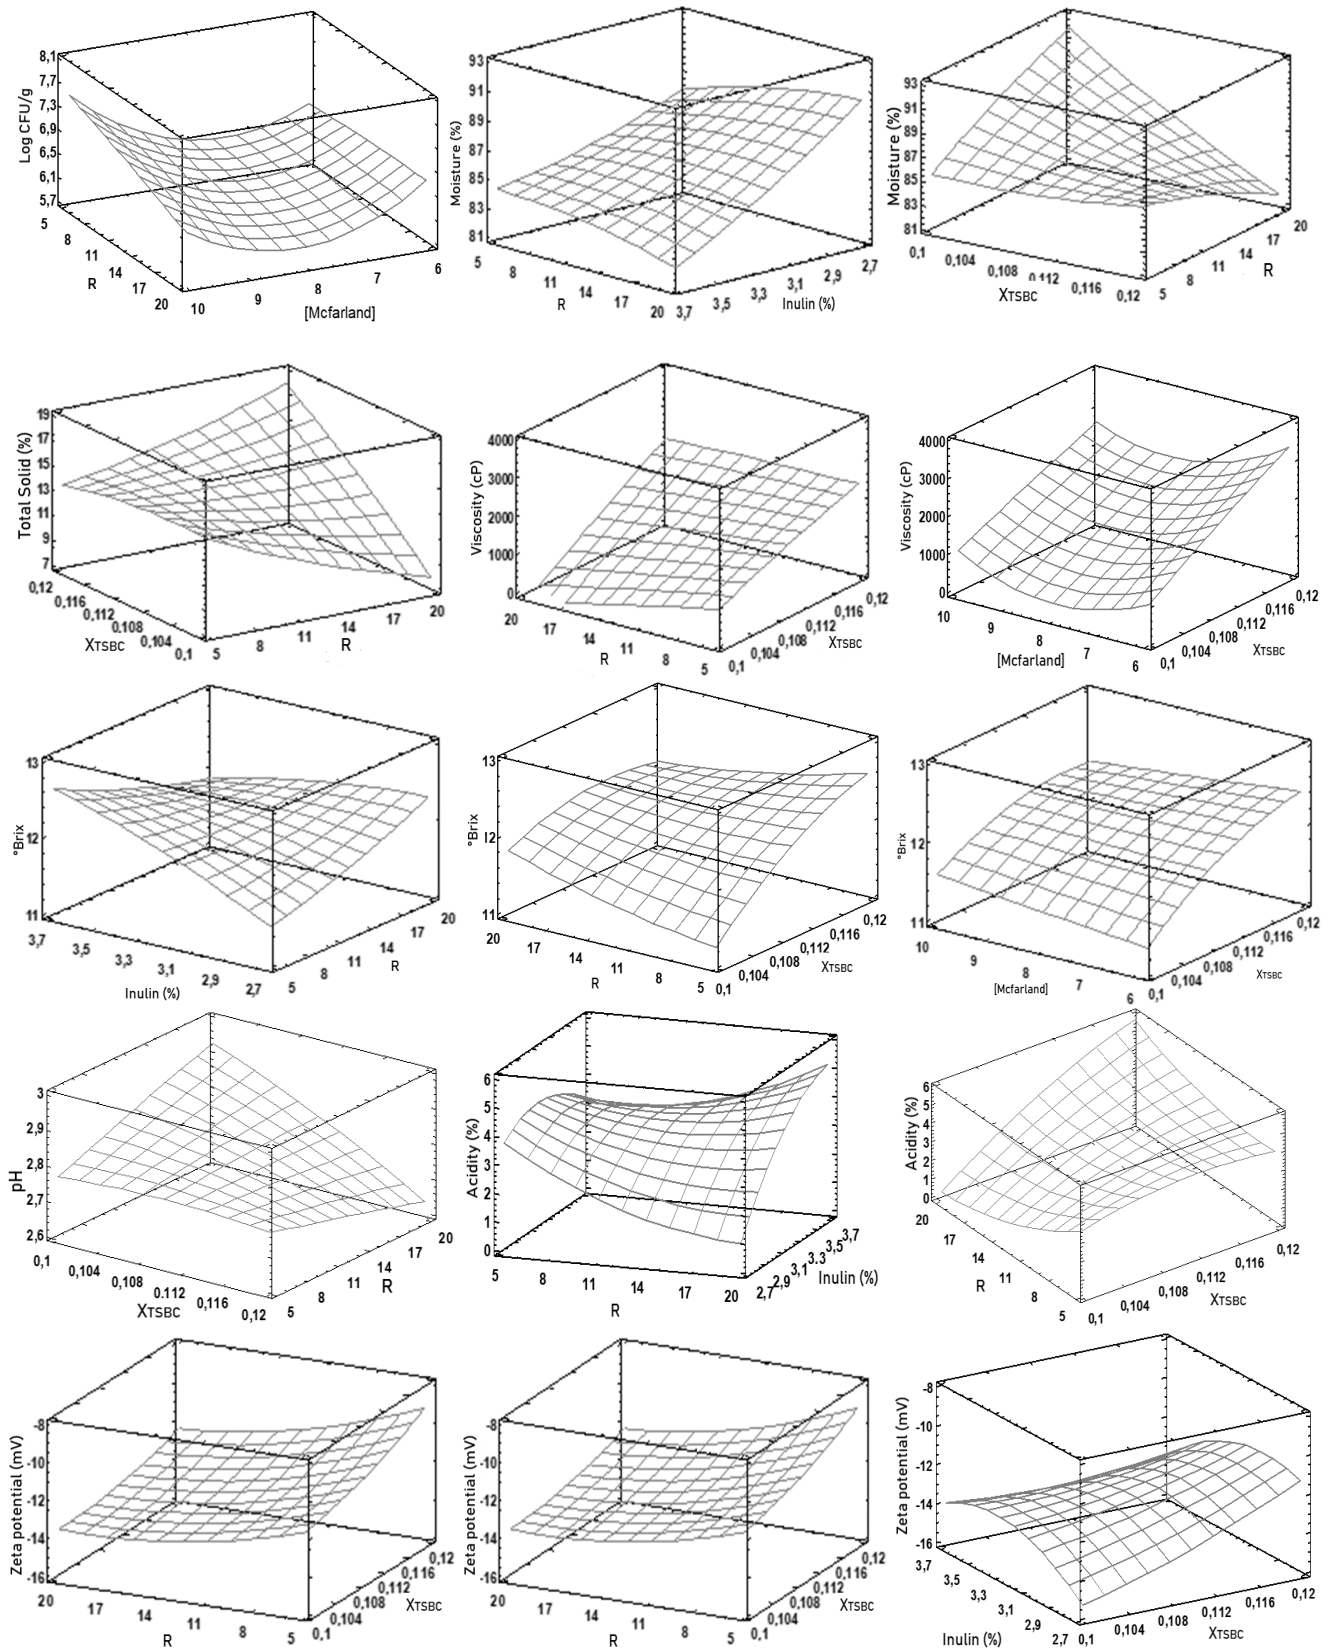 8,1
7,7
7,3
6,9
6,5
6,1
5,7
Log CFU/g
5 8 11 14 17 20
R
10 9 8 7 6
[Mcfarland]
93
91
89
87
85
83
81
Moisture (%)
5 8 11 14 17 20
R
3,7 3,5 3,3 3,1 2,9 2,7
Inulin (%)
93
91
89
87
85
83
81
Moisture (%)
0,1 0,104 0,108 0,112 0,116 0,12
XTSBC
5 8 11 14 17 20
R
19
17
15
13
11
9
7
Total Solid (%)
0,12 0,116 0,112 0,108 0,104 0,1
XTSBC
5 8 11 14 17 20
R
4000
3000
2000
1000
0
Viscosity (cP)
20 17 14 11 8 5
R
0,1 0,104 0,108 0,112 0,116 0,12
XTSBC
4000
3000
2000
1000
0
Viscosity (cP)
10 9 8 7 6
[Mcfarland]
0,1 0,104 0,108 0,112 0,116 0,12
XTSBC
13
12
11
°Brix
3,7 3,5 3,3 3,1 2,9 2,7
Inulin (%)
5 8 11 14 17 20
R
13
12
11
°Brix
20 17 14 11 8 5
R
0,1 0,104 0,108 0,112 0,116 0,12
XTSBC
13
12
11
°Brix
10 9 8 7 6
[Mcfarland]
0,1 0,104 0,108 0,112 0,116 0,12
XTSBC
3
2,9
2,8
2,7
2,6
pH
0,1 0,104 0,108 0,112 0,116 0,12
XTSBC
5 8 11 14 17 20
R
6
5
4
3
2
1
0
Acidity (%)
5 8 11 14 17 20
R
2,7 2,9 3,1 3.3 3,5 3,7
Inulin (%)
6
5
4
3
2
1
0
Acidity (%)
20 17 14 11 8 5
R
0,1 0,104 0,108 0,112 0,116 0,12
XTSBC
-8
-10
-12
-14
-16
Zeta potential (mV)
20 17 14 11 8 5
R
0,1 0,104 0,108 0,112 0,116 0,12
XTSBC
-8
-10
-12
-14
-16
Zeta potential (mV)
20 17 14 11 8 5
R
0,1 0,104 0,108 0,112 0,116 0,12
XTSBC
-8
-10
-12
-14
-16
Zeta potential (mV)
3,7 3,5 3,3 3,1 2,9 2,7
Inulin (%)
0,1 0,104 0,108 0,112 0,116 0,12
XTSBC